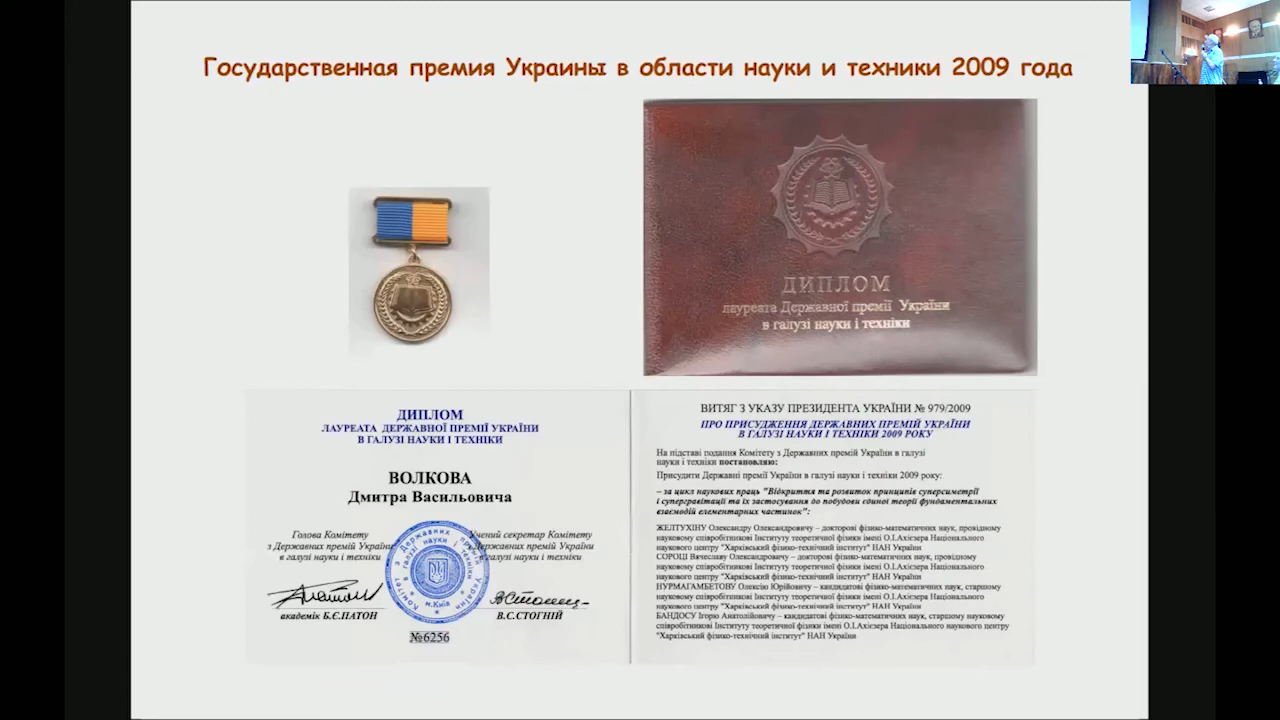 Государственная премия Украины в области науки и техники 2009 года
ДИПЛОМ
лауреата Державної премії України
в галузі науки і техніки
ДИПЛОМ
ЛАУРЕАТА ДЕРЖАВНОЇ ПРЕМІЇ УКРАЇНИ
В ГАЛУЗІ НАУКИ І ТЕХНІКИ
ВОЛКОВА
Дмитра Васильовича
Голова Комітету
з Державних премій України
в галузі науки і техніки
Учений секретар Комітету
з Державних премій України
в галузі науки і техніки
м.Київ
академік Б.Є.ПАТОН
В.С.СТОГНІЙ
№6256
ВИТЯГ З УКАЗУ ПРЕЗИДЕНТА УКРАЇНИ № 979/2009
ПРО ПРИСУДЖЕННЯ ДЕРЖАВНИХ ПРЕМІЙ УКРАЇНИ
В ГАЛУЗІ НАУКИ І ТЕХНІКИ 2009 РОКУ
На підставі подання Комітету з Державних премій України в галузі
науки і техніки постановляю:
Присудити Державні премії України в галузі науки і техніки 2009 року:
– за цикл наукових праць "Відкриття та розвиток принципів суперсиметрії
і супергравітації та їх застосування до побудови єдиної теорії фундаментальних
взаємодій елементарних частинок":
ЖЕЛТУХІНУ Олександру Олександровичу – докторові фізико-математичних наук, провідному
науковому співробітникові Інституту теоретичної фізики імені О.І.Ахієзера Національного
наукового центру "Харківський фізико-технічний інститут" НАН України
СОРОЦІ Вячеславу Олександровичу – докторові фізико-математичних наук, провідному
науковому співробітникові Інституту теоретичної фізики імені О.І.Ахієзера Національного
наукового центру "Харківський фізико-технічний інститут" НАН України
НУРМАГАМБЕТОВУ Олексію Юрійовичу – кандидатові фізико-математичних наук, старшому
науковому співробітникові Інституту теоретичної фізики імені О.І.Ахієзера Національного
наукового центру "Харківський фізико-технічний інститут" НАН України
БАНДОСУ Ігорю Анатолійовичу – кандидатові фізико-математичних наук, старшому науковому
співробітникові Інституту теоретичної фізики імені О.І.Ахієзера Національного наукового центру
"Харківський фізико-технічний інститут" НАН України